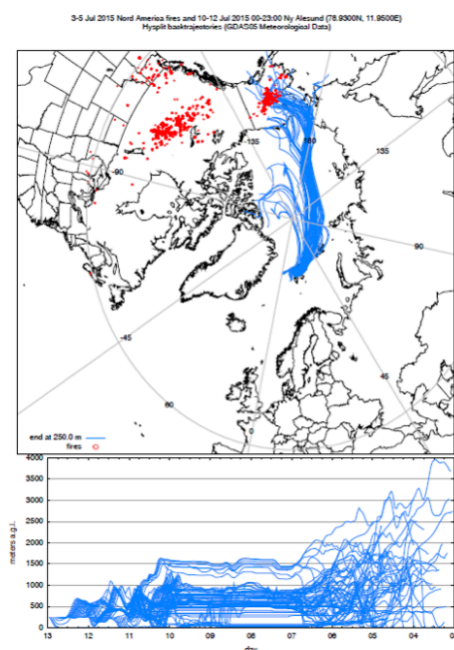 3-5 Jul 2015 Nord America fires and 10-12 Jul 2015 00-23:00 Ny Alesund (78.9300N, 11.9500E)
Hysplit backtrajectories (GDAS05 Meteorological Data)
-135
180
135
-90
90
-45
45
60
0
end at 250.0 m
fires
4000
3500
3000
2500
2000
1500
1000
500
0
meters a.g.l.
13 12 11 10 09 08 07 06 05 04 03
day